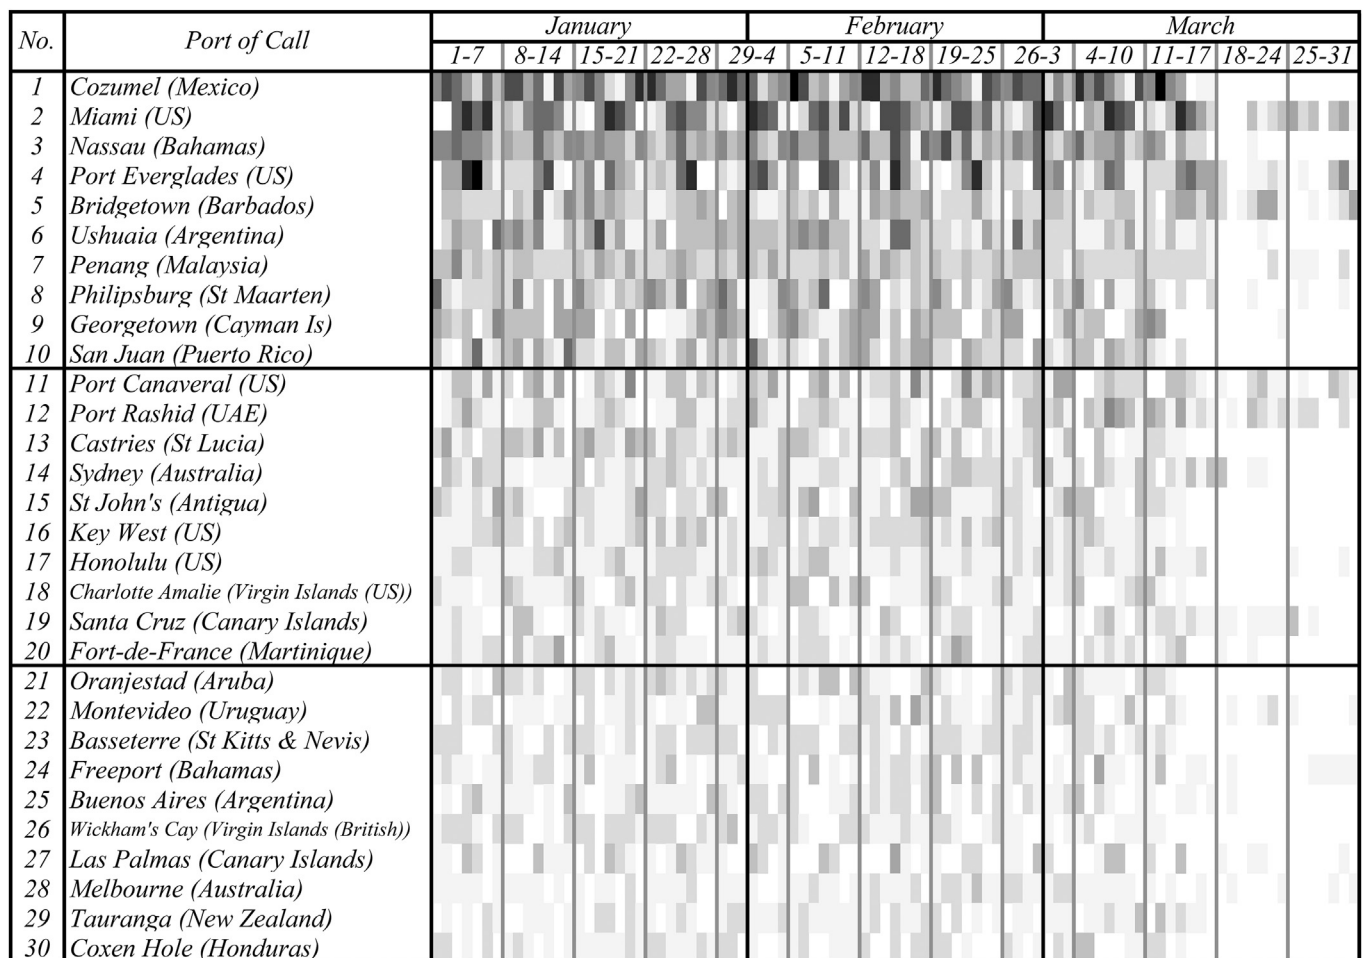 No. Port of Call January February March
1-7 8-14 15-21 22-28 29-4 5-11 12-18 19-25 26-3 4-10 11-17 18-24 25-31
1 Cozumel (Mexico)
2 Miami (US)
3 Nassau (Bahamas)
4 Port Everglades (US)
5 Bridgetown (Barbados)
6 Ushuaia (Argentina)
7 Penang (Malaysia)
8 Philipsburg (St Maarten)
9 Georgetown (Cayman Is)
10 San Juan (Puerto Rico)
11 Port Canaveral (US)
12 Port Rashid (UAE)
13 Castries (St Lucia)
14 Sydney (Australia)
15 St John's (Antigua)
16 Key West (US)
17 Honolulu (US)
18 Charlotte Amalie (Virgin Islands (US))
19 Santa Cruz (Canary Islands)
20 Fort-de-France (Martinique)
21 Oranjestad (Aruba)
22 Montevideo (Uruguay)
23 Basseterre (St Kitts & Nevis)
24 Freeport (Bahamas)
25 Buenos Aires (Argentina)
26 Wickham's Cay (Virgin Islands (British))
27 Las Palmas (Canary Islands)
28 Melbourne (Australia)
29 Tauranga (New Zealand)
30 Coxen Hole (Honduras)